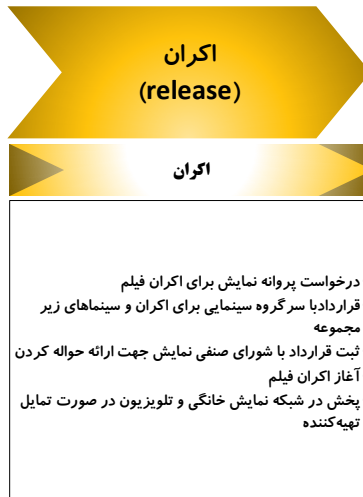 اکران
(release)
اکران
درخواست پروانه نمایش برای اکران فیلم
قراردادبا سرگروه سینمایی برای اکران و سینماهای زیر
مجموعه
ثبت قرارداد با شورای صنفی نمایش جهت ارائه حواله کردن
آغاز اکران فیلم
پخش در شبکه نمایش خانگی و تلویزیون در صورت تمایل
تهیه‌کننده